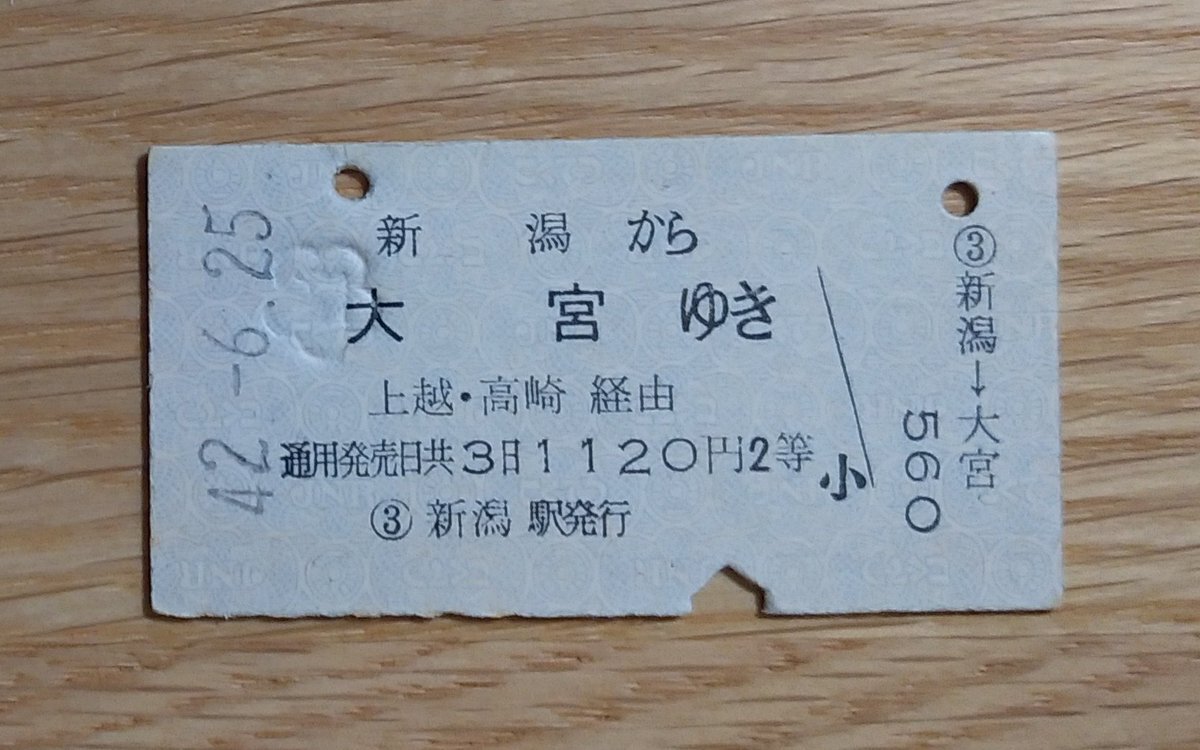 42.-6.25
新潟から
大宮ゆき
上越・高崎 経由
通用発売日共3日1120円2等
③ 新潟 駅発行
小
③新潟→大宮
560